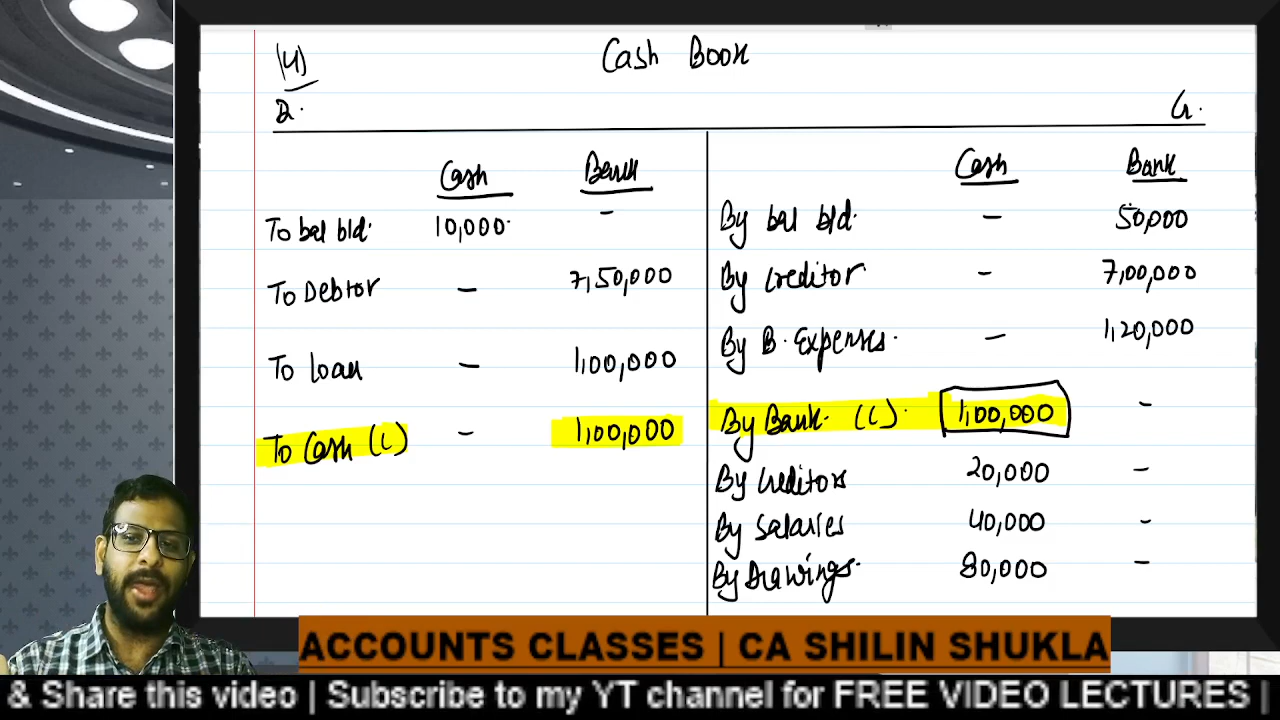 14)
Cash Book
Dr. Cr.
Cash Bank Cash Bank
To bal b/d. 10,000. - By bal b/d. - 50,000
To Debtor - 7,50,000 By Creditor - 7,00,000
To Loan - 1,00,000 By B. Expenses. - 1,20,000
To Cash (C) - 1,00,000 By Bank (C). 1,00,000 -
By Creditors 20,000 -
By Salaries 40,000 -
By Drawings. 80,000 -
ACCOUNTS CLASSES | CA SHILIN SHUKLA
& Share this video | Subscribe to my YT channel for FREE VIDEO LECTURES |